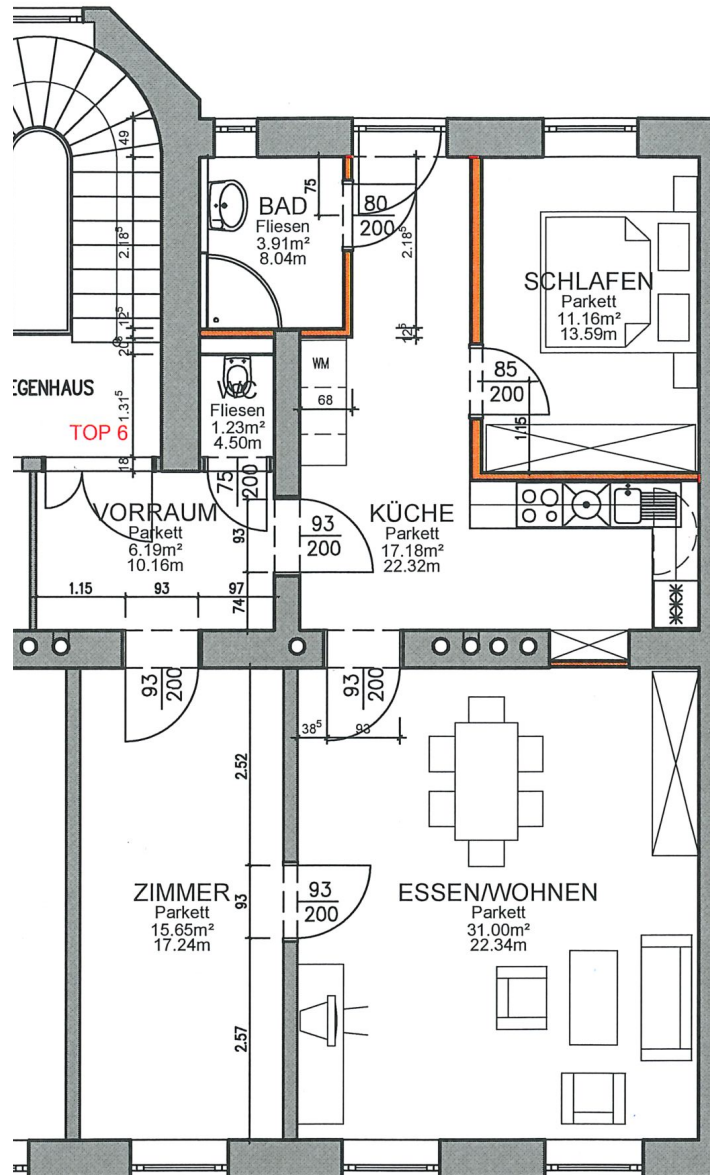 49
75
80
200
BAD
Fliesen
3.91m²
8.04m
2.18⁵
2.18⁵
SCHLAFEN
Parkett
11.16m²
13.59m
12⁵
12⁵
20⁵
EGENHAUS
1.31⁵
TOP 6
18
WC
Fliesen
1.23m²
4.50m
WM
68
85
200
1.15
75
200
VORRAUM
Parkett
6.19m²
10.16m
93
93
200
KÜCHE
Parkett
17.18m²
22.32m
1.15
93
97
74
93
200
93
200
38⁵
93
2.52
ZIMMER
Parkett
15.65m²
17.24m
93
93
200
ESSEN/WOHNEN
Parkett
31.00m²
22.34m
2.57